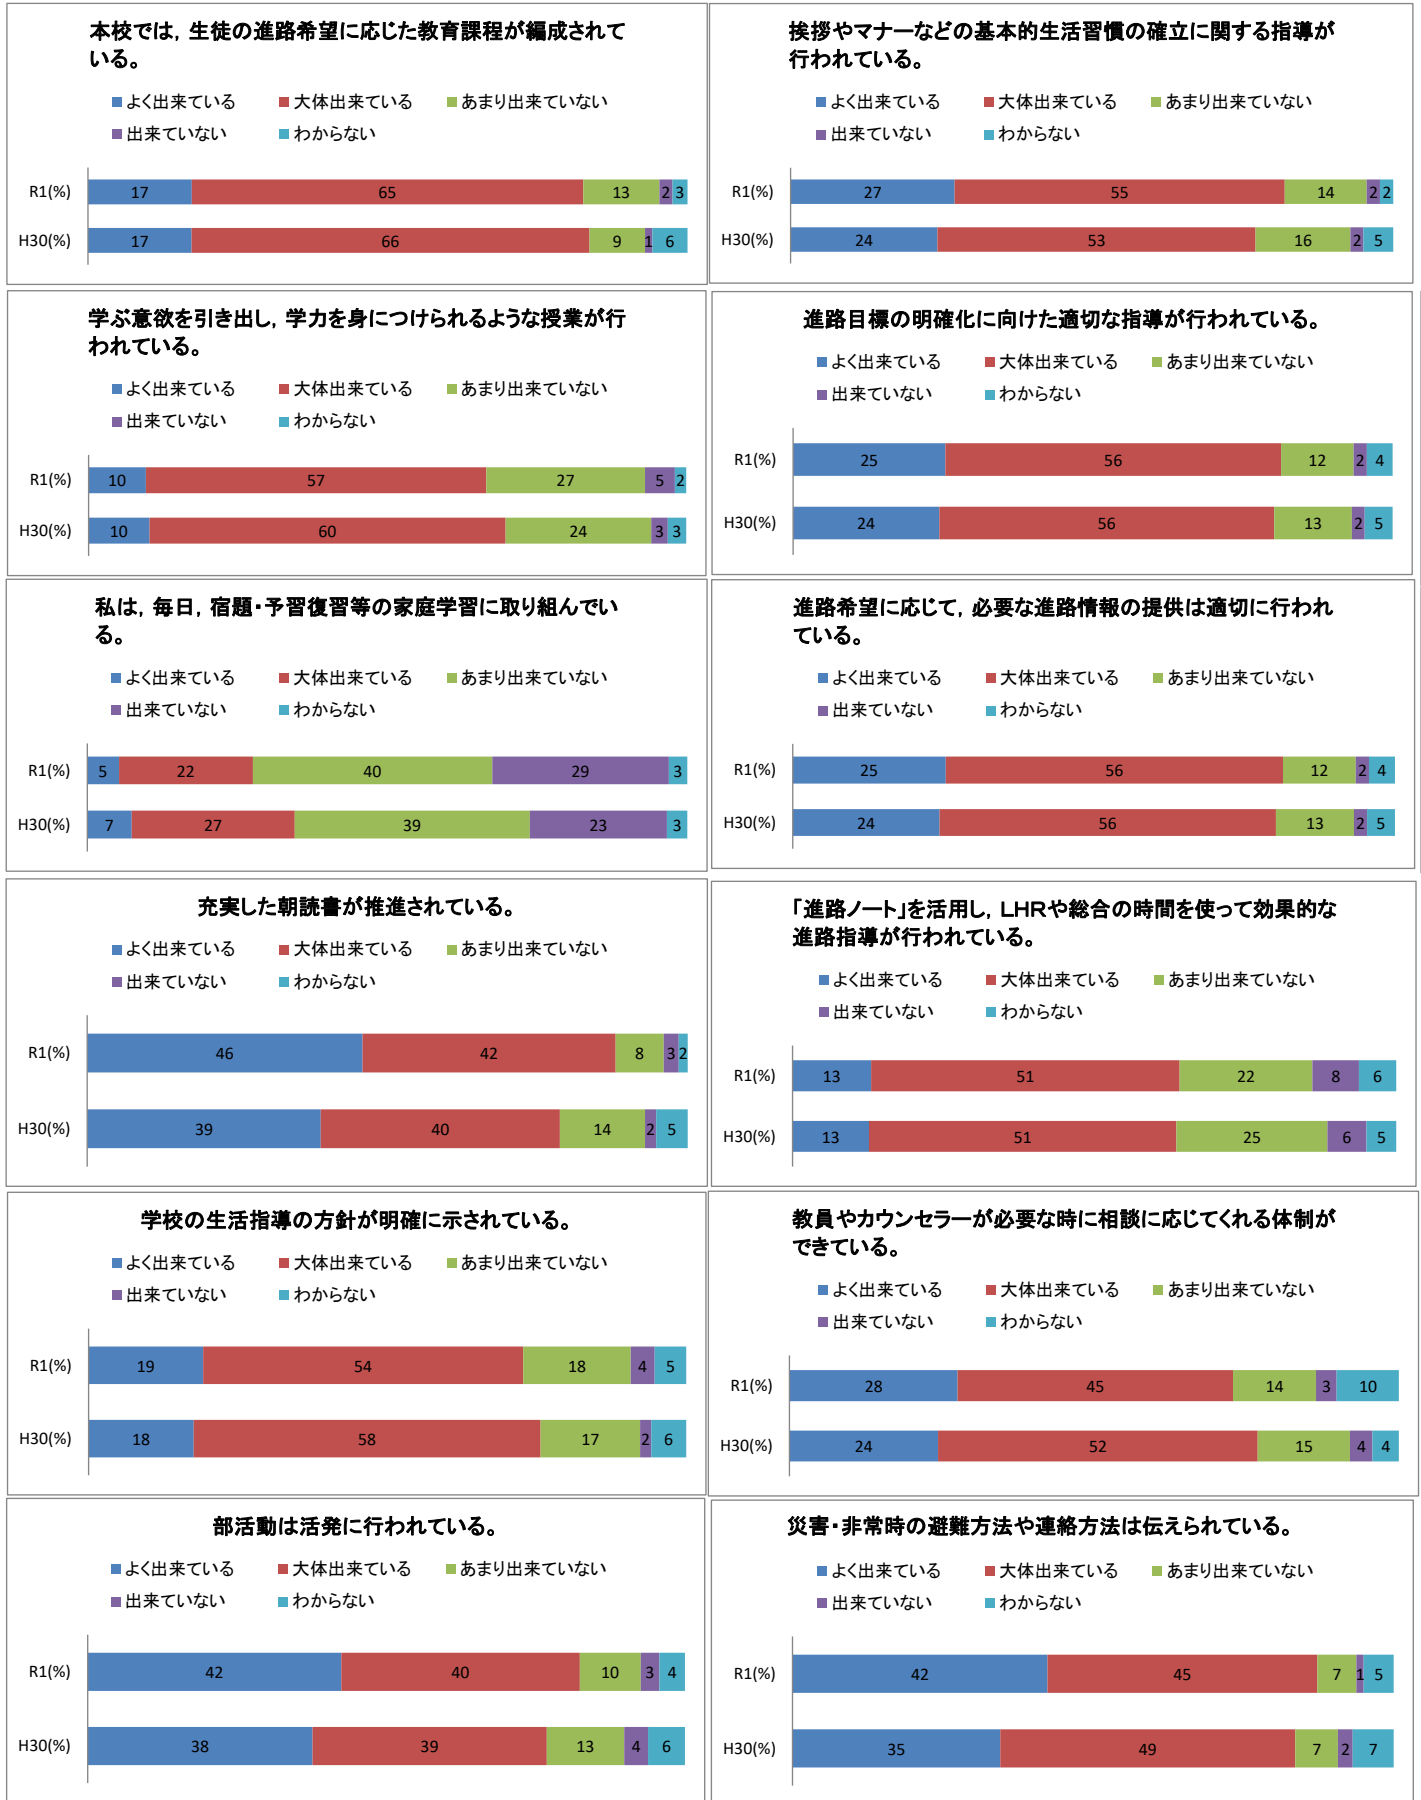 本校では，生徒の進路希望に応じた教育課程が編成されて
いる。
よく出来ている 大体出来ている あまり出来ていない
出来ていない わからない
R1(%) 17 65 13 2 3
H30(%) 17 66 9 1 6
挨拶やマナーなどの基本的生活習慣の確立に関する指導が
行われている。
よく出来ている 大体出来ている あまり出来ていない
出来ていない わからない
R1(%) 27 55 14 2 2
H30(%) 24 53 16 2 5
学ぶ意欲を引き出し，学力を身につけられるような授業が行
われている。
よく出来ている 大体出来ている あまり出来ていない
出来ていない わからない
R1(%) 10 57 27 5 2
H30(%) 10 60 24 3 3
進路目標の明確化に向けた適切な指導が行われている。
よく出来ている 大体出来ている あまり出来ていない
出来ていない わからない
R1(%) 25 56 12 2 4
H30(%) 24 56 13 2 5
私は，毎日，宿題・予習復習等の家庭学習に取り組んでい
る。
よく出来ている 大体出来ている あまり出来ていない
出来ていない わからない
R1(%) 5 22 40 29 3
H30(%) 7 27 39 23 3
進路希望に応じて，必要な進路情報の提供は適切に行われ
ている。
よく出来ている 大体出来ている あまり出来ていない
出来ていない わからない
R1(%) 25 56 12 2 4
H30(%) 24 56 13 2 5
充実した朝読書が推進されている。
よく出来ている 大体出来ている あまり出来ていない
出来ていない わからない
R1(%) 46 42 8 3 2
H30(%) 39 40 14 2 5
「進路ノート」を活用し，ＬＨＲや総合の時間を使って効果的な
進路指導が行われている。
よく出来ている 大体出来ている あまり出来ていない
出来ていない わからない
R1(%) 13 51 22 8 6
H30(%) 13 51 25 6 5
学校の生活指導の方針が明確に示されている。
よく出来ている 大体出来ている あまり出来ていない
出来ていない わからない
R1(%) 19 54 18 4 5
H30(%) 18 58 17 2 6
教員やカウンセラーが必要な時に相談に応じてくれる体制が
できている。
よく出来ている 大体出来ている あまり出来ていない
出来ていない わからない
R1(%) 28 45 14 3 10
H30(%) 24 52 15 4 4
部活動は活発に行われている。
よく出来ている 大体出来ている あまり出来ていない
出来ていない わからない
R1(%) 42 40 10 3 4
H30(%) 38 39 13 4 6
災害・非常時の避難方法や連絡方法は伝えられている。
よく出来ている 大体出来ている あまり出来ていない
出来ていない わからない
R1(%) 42 45 7 1 5
H30(%) 35 49 7 2 7